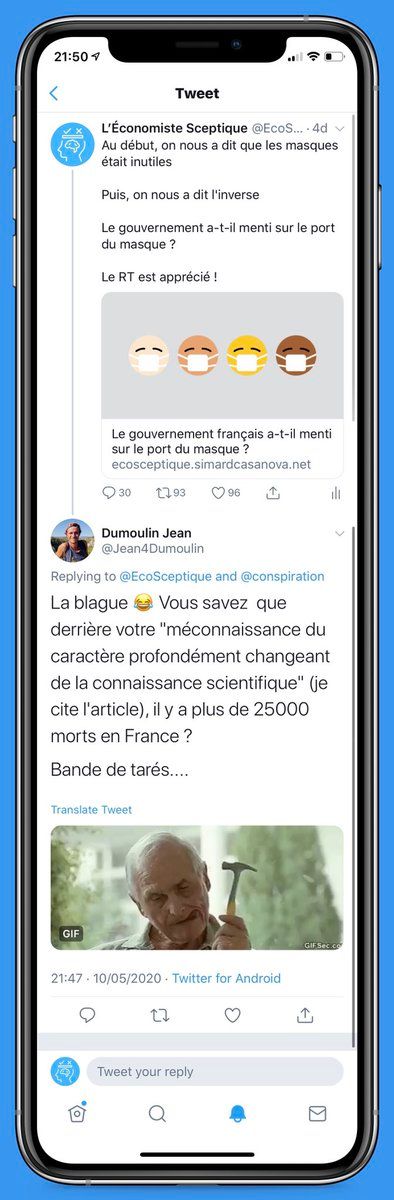 21:50
Tweet
L'Économiste Sceptique @EcoS... · 4d
Au début, on nous a dit que les masques
était inutiles
Puis, on nous a dit l'inverse
Le gouvernement a-t-il menti sur le port
du masque ?
Le RT est apprécié !
Le gouvernement français a-t-il menti
sur le port du masque ?
ecosceptique.simardcasanova.net
30 93 96
Dumoulin Jean
@Jean4Dumoulin
Replying to @EcoSceptique and @conspiration
La blague 😂 Vous savez que
derrière votre "méconnaissance du
caractère profondément changeant
de la connaissance scientifique" (je
cite l'article), il y a plus de 25000
morts en France ?
Bande de tarés....
Translate Tweet
GIF
GIFSec.co
21:47 · 10/05/2020 · Twitter for Android
Tweet your reply